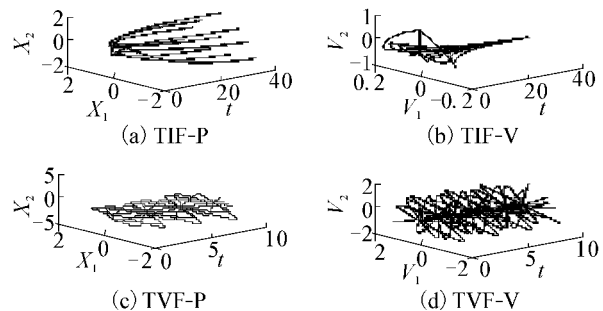 X₂ 2 0 -2 2 0 -2 0 20 40 X₁ t
(a) TIF-P
V₂ 1 0 -1 0.2 0 -0.2 0 20 40 V₁ t
(b) TIF-V
X₂ 5 0 -5 2 0 -2 0 5 10 X₁ t
(c) TVF-P
V₂ 2 0 -2 2 0 -2 0 5 10 V₁ t
(d) TVF-V